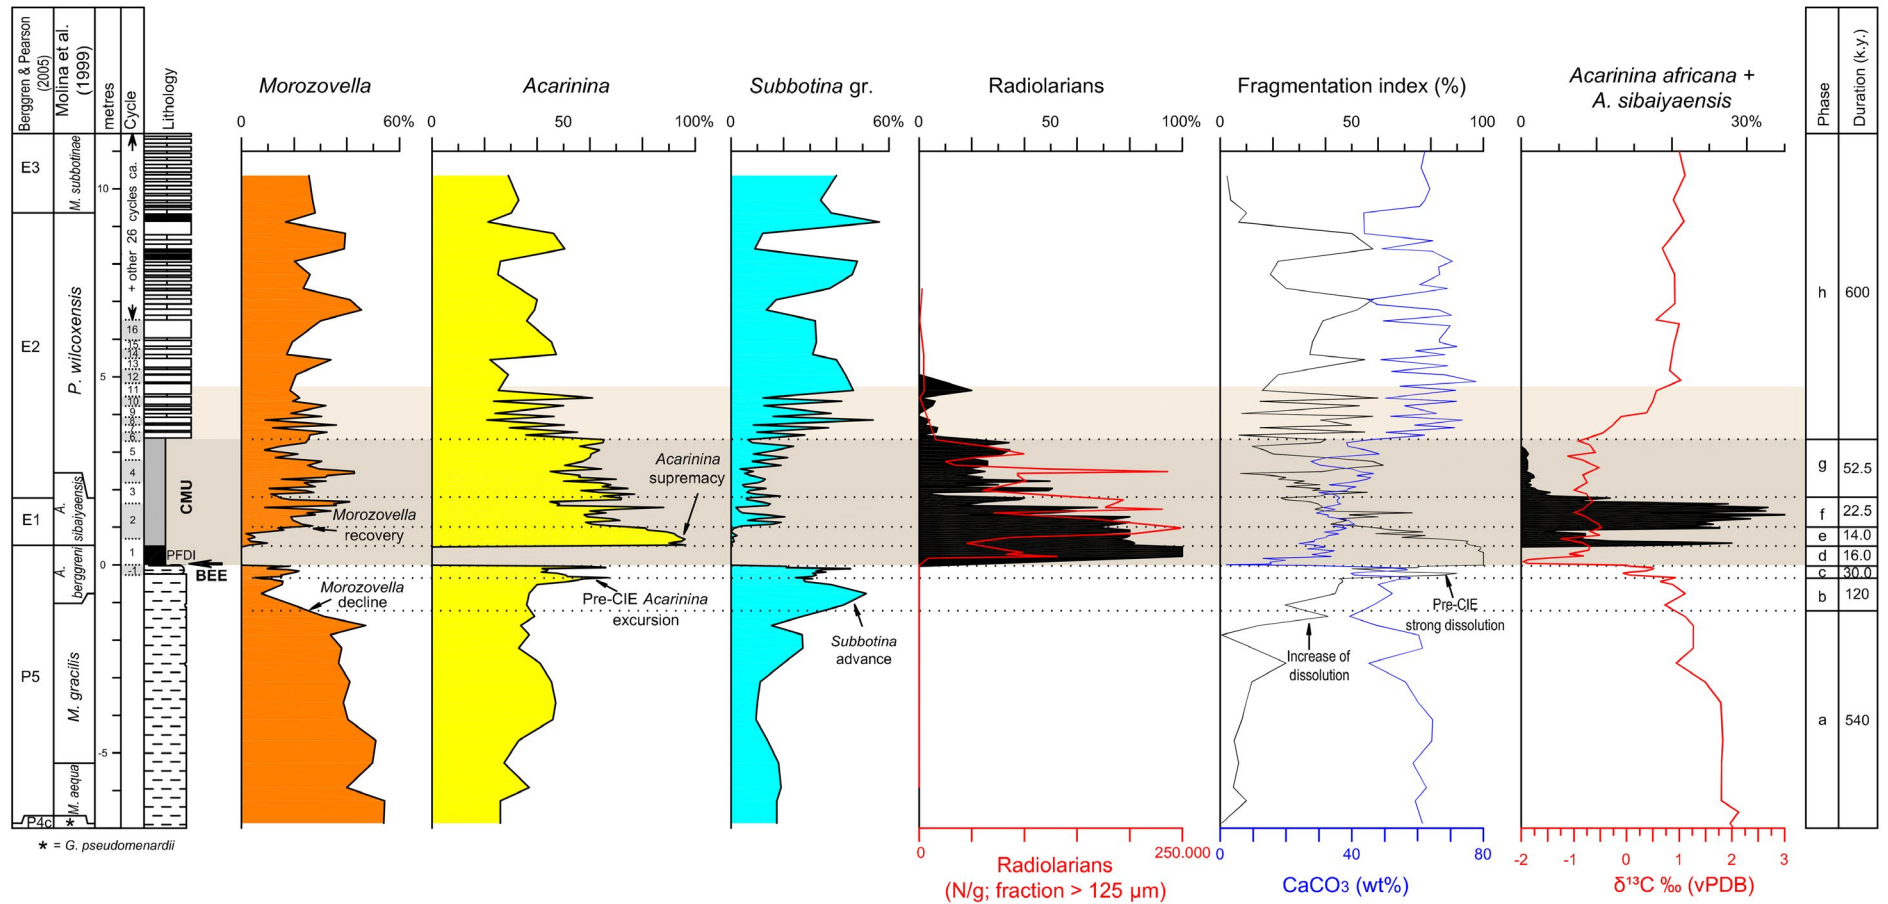 Berggren & Pearson
(2005)
Molina et al.
(1999)
metres
Cycle
Lithology
Morozovella
0 60%
Acarinina
0 50 100%
Subbotina gr.
0 60%
Radiolarians
0 50 100%
Fragmentation index (%)
0 50 100
Acarinina africana +
A. sibaiyaensis
0 30%
Phase
Duration (k.y.)
E3
E2
E1
P5
P4c
M. subbotinae
P. wilcoxensis
A.
sibaiyaensis
A.
berggreni
M. gracilis
M. aequa
*
10
5
0
-5
+ other 26 cycles ca.
16
15
14
13
12
11
10
9
8
7
6
5
4
3
2
1
-1
CMU
PFDI
BEE
Morozovella
recovery
Morozovella
decline
Acarinina
supremacy
Pre-CIE Acarinina
excursion
Subbotina
advance
Increase of
dissolution
Pre-CIE
strong dissolution
h 600
g 52.5
f 22.5
e 14.0
d 16.0
c 30.0
b 120
a 540
* = G. pseudomenardii
0 250.000
Radiolarians
(N/g; fraction > 125 µm)
0 40 80
CaCO3 (wt%)
-2 -1 0 1 2 3
δ¹³C ‰ (vPDB)